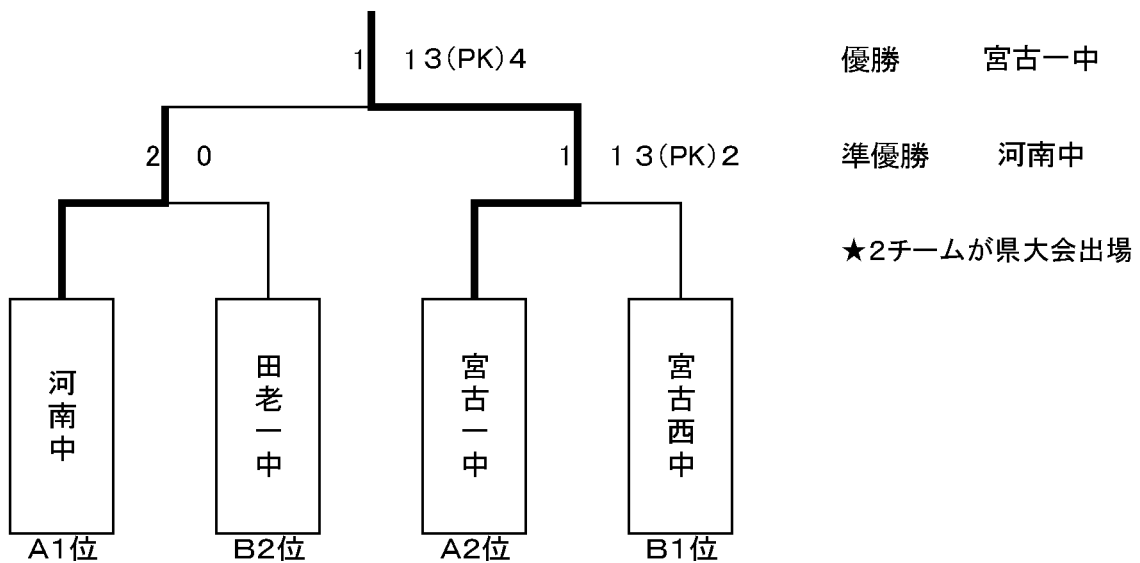 1 1 3(PK)4
優勝 宮古一中
2 0
1 1 3(PK)2
準優勝 河南中
★2チームが県大会出場
河南中
田老一中
宮古一中
宮古西中
A1位
B2位
A2位
B1位